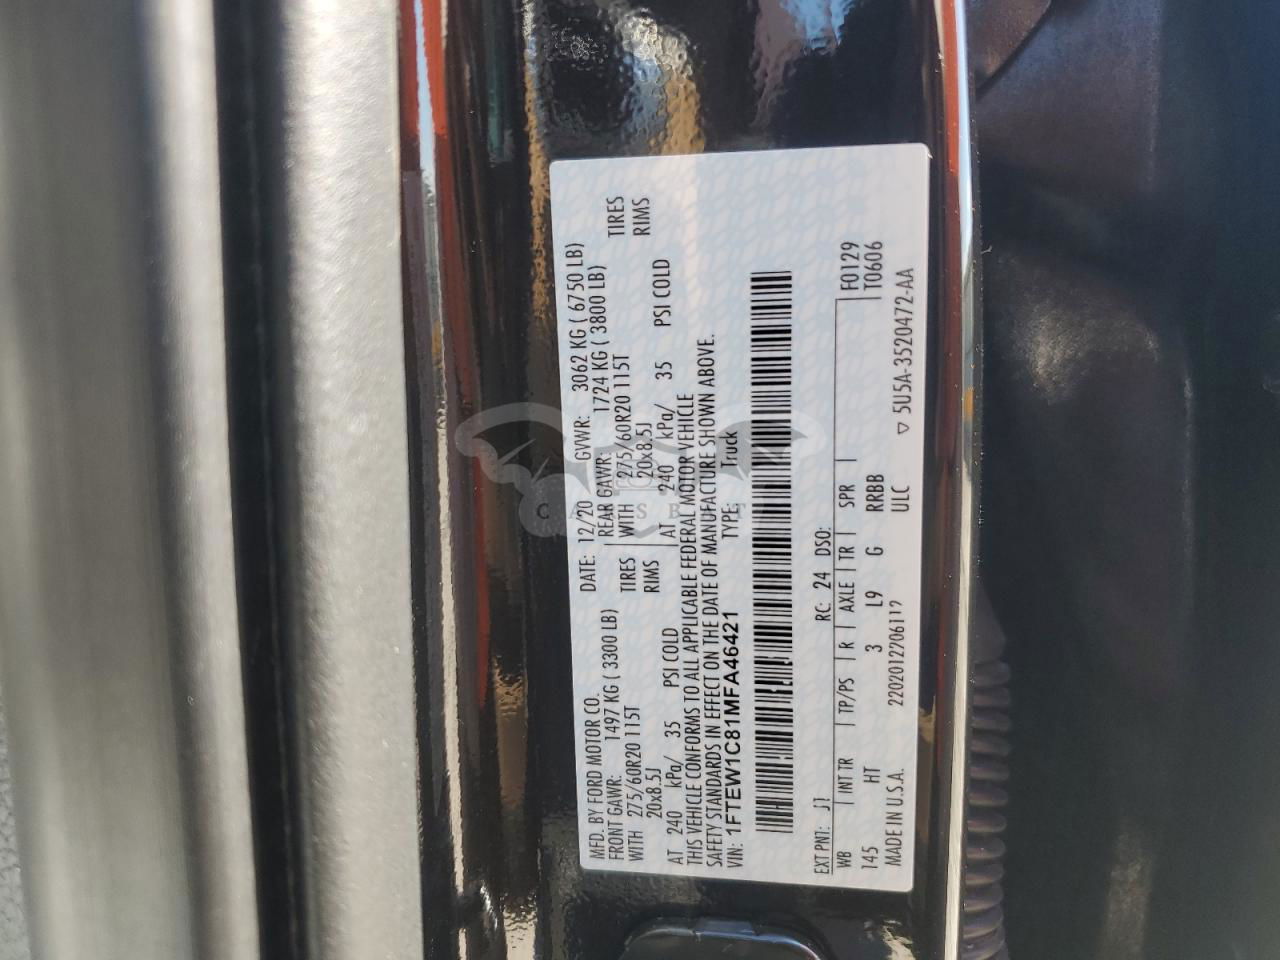 MFD. BY FORD MOTOR CO.
DATE: 12/20 GVWR: 3062 KG ( 6750 LB)
FRONT GAWR: 1497 KG ( 3300 LB) REAR GAWR: 1724 KG ( 3800 LB)
WITH 275/60R20 115T TIRES WITH 275/60R20 115T TIRES
20x8.5J RIMS 20x8.5J RIMS
AT 240 kPa/ 35 PSI COLD AT 240 kPa/ 35 PSI COLD
THIS VEHICLE CONFORMS TO ALL APPLICABLE FEDERAL MOTOR VEHICLE
SAFETY STANDARDS IN EFFECT ON THE DATE OF MANUFACTURE SHOWN ABOVE.
VIN: 1FTEW1C81MFA46421 TYPE: Truck
EXT PNT: J1 RC: 24 DSO:
WB INT TR TP/PS R AXLE TR SPR F0129
145 HT 3 L9 G RRBB T0606
MADE IN U.S.A. 2202012206119 ULC
▽ 5U5A-3520472-AA